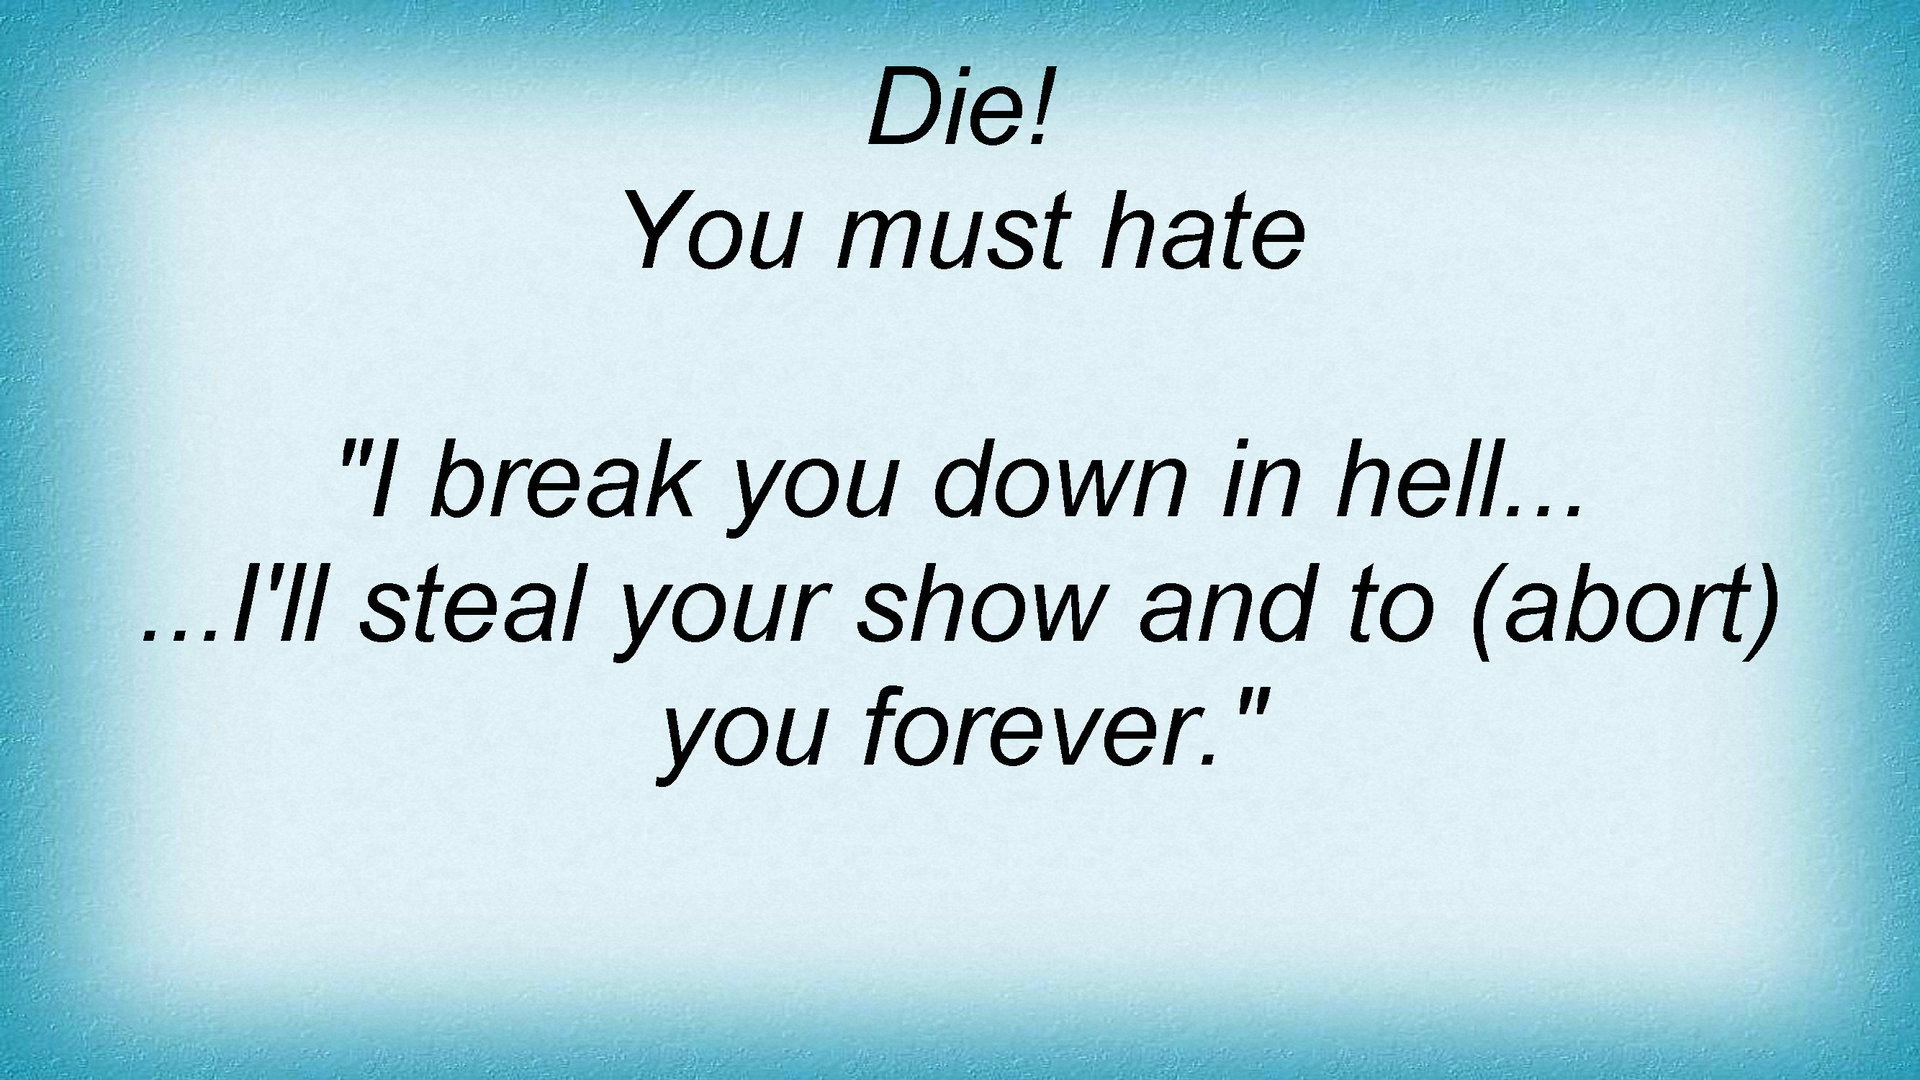 Die!
You must hate
"I break you down in hell...
...I'll steal your show and to (abort)
you forever."